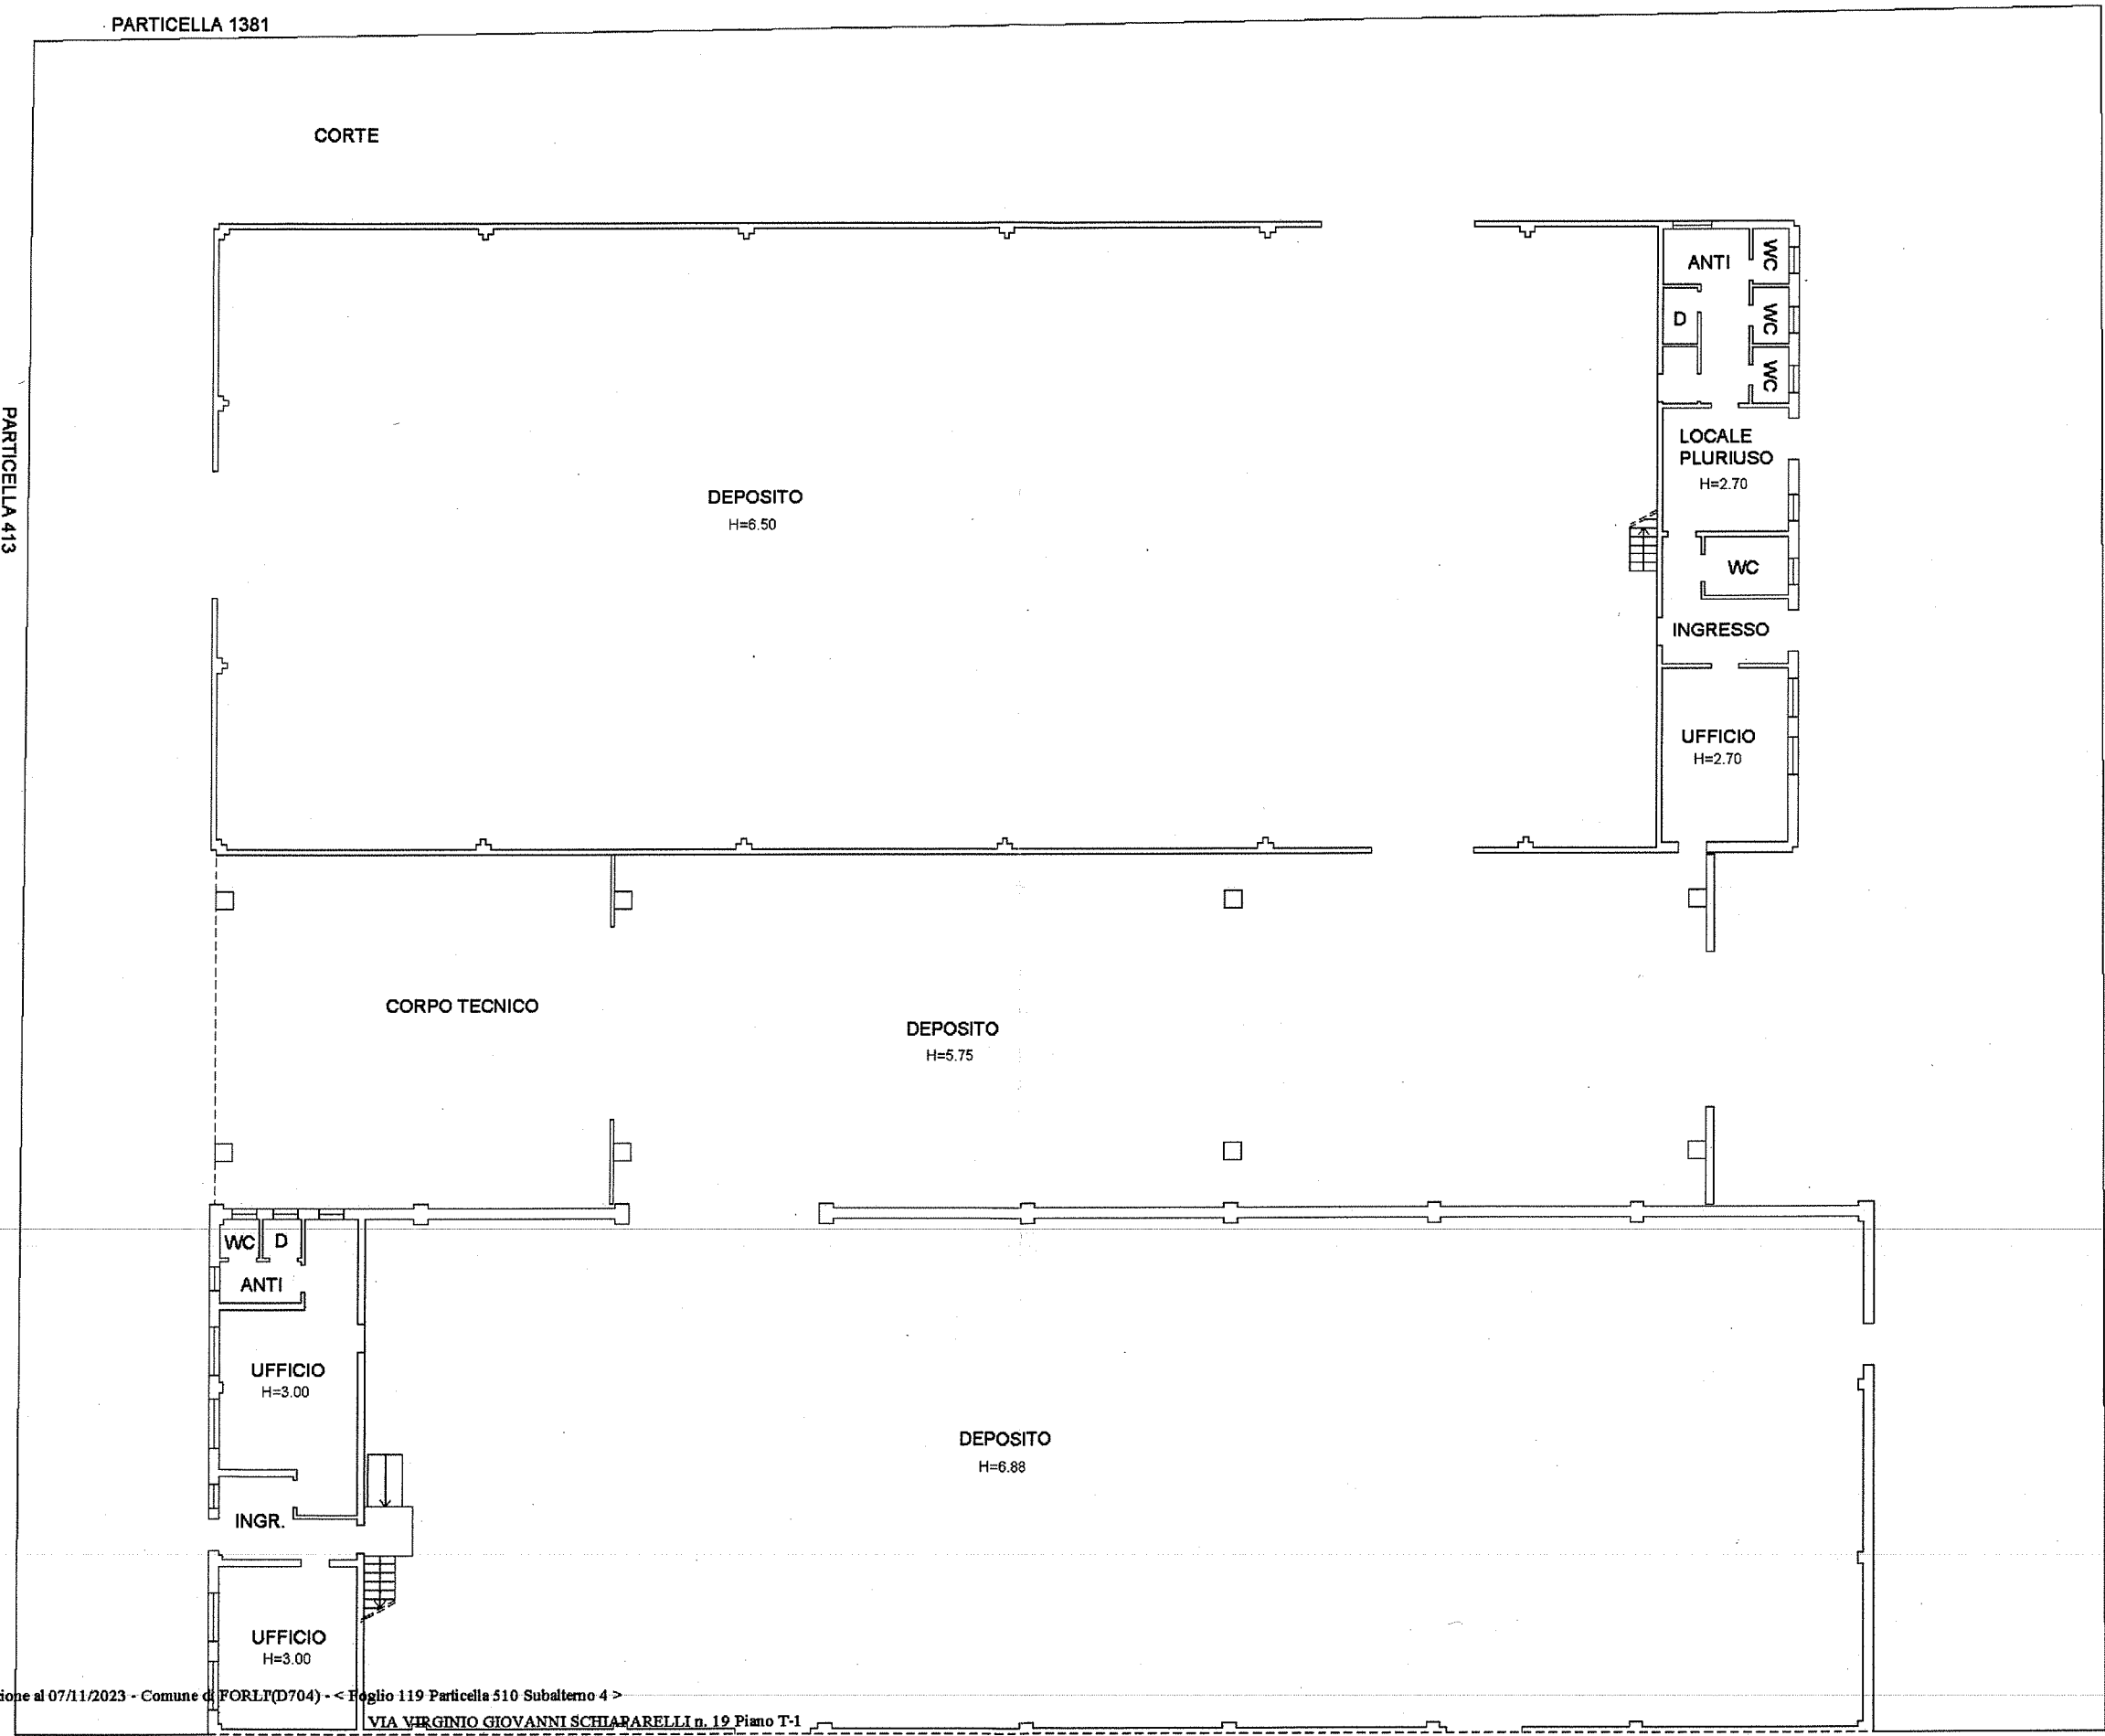 PARTICELLA 1381
CORTE
PARTICELLA 413
ANTI
WC
D
WC
WC
LOCALE
PLURIUSO
H=2.70
DEPOSITO
H=6.50
WC
INGRESSO
UFFICIO
H=2.70
CORPO TECNICO
DEPOSITO
H=5.75
WC
D
ANTI
UFFICIO
H=3.00
DEPOSITO
H=6.88
INGR.
UFFICIO
H=3.00
ione al 07/11/2023 - Comune di FORLI'(D704) - < Foglio 119 Particella 510 Subalterno 4 >
VIA VIRGINIO GIOVANNI SCHIAPARELLI n. 19 Piano T-1